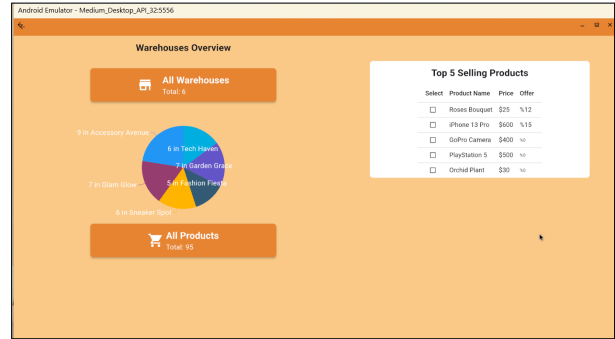 Android Emulator - Medium_Desktop_API_32:5556
Warehouses Overview
All Warehouses
Total: 6
9 in Accessory Avenue
6 in Tech Haven
7 in Garden Grace
7 in Glam Glow
5 in Fashion Fiesta
6 in Sneaker Spot
All Products
Total: 95
Top 5 Selling Products
Select Product Name Price Offer
Roses Bouquet $25 %12
iPhone 13 Pro $600 %15
GoPro Camera $400 %0
PlayStation 5 $500 %0
Orchid Plant $30 %0